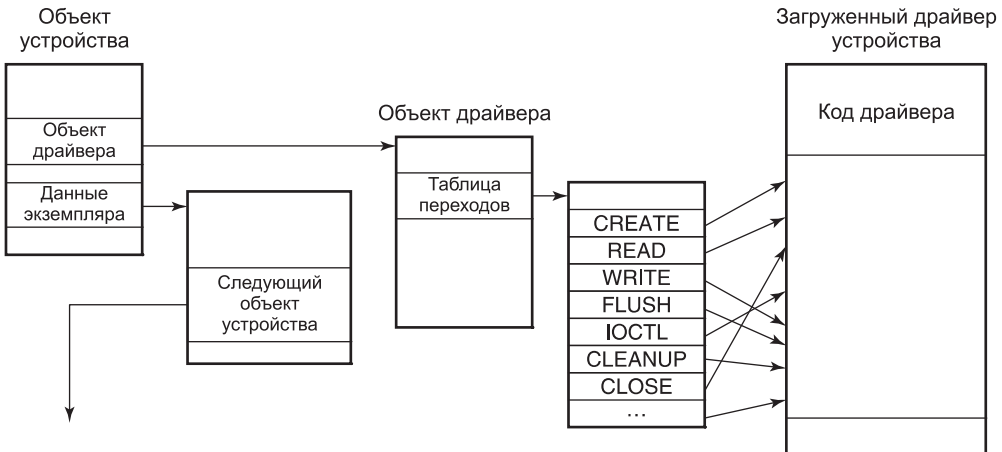 Объект
устройства
Загруженный драйвер
устройства
Объект драйвера
Код драйвера
Объект
драйвера
Данные
экземпляра
Таблица
переходов
CREATE
READ
WRITE
FLUSH
IOCTL
CLEANUP
CLOSE
...
Следующий
объект
устройства